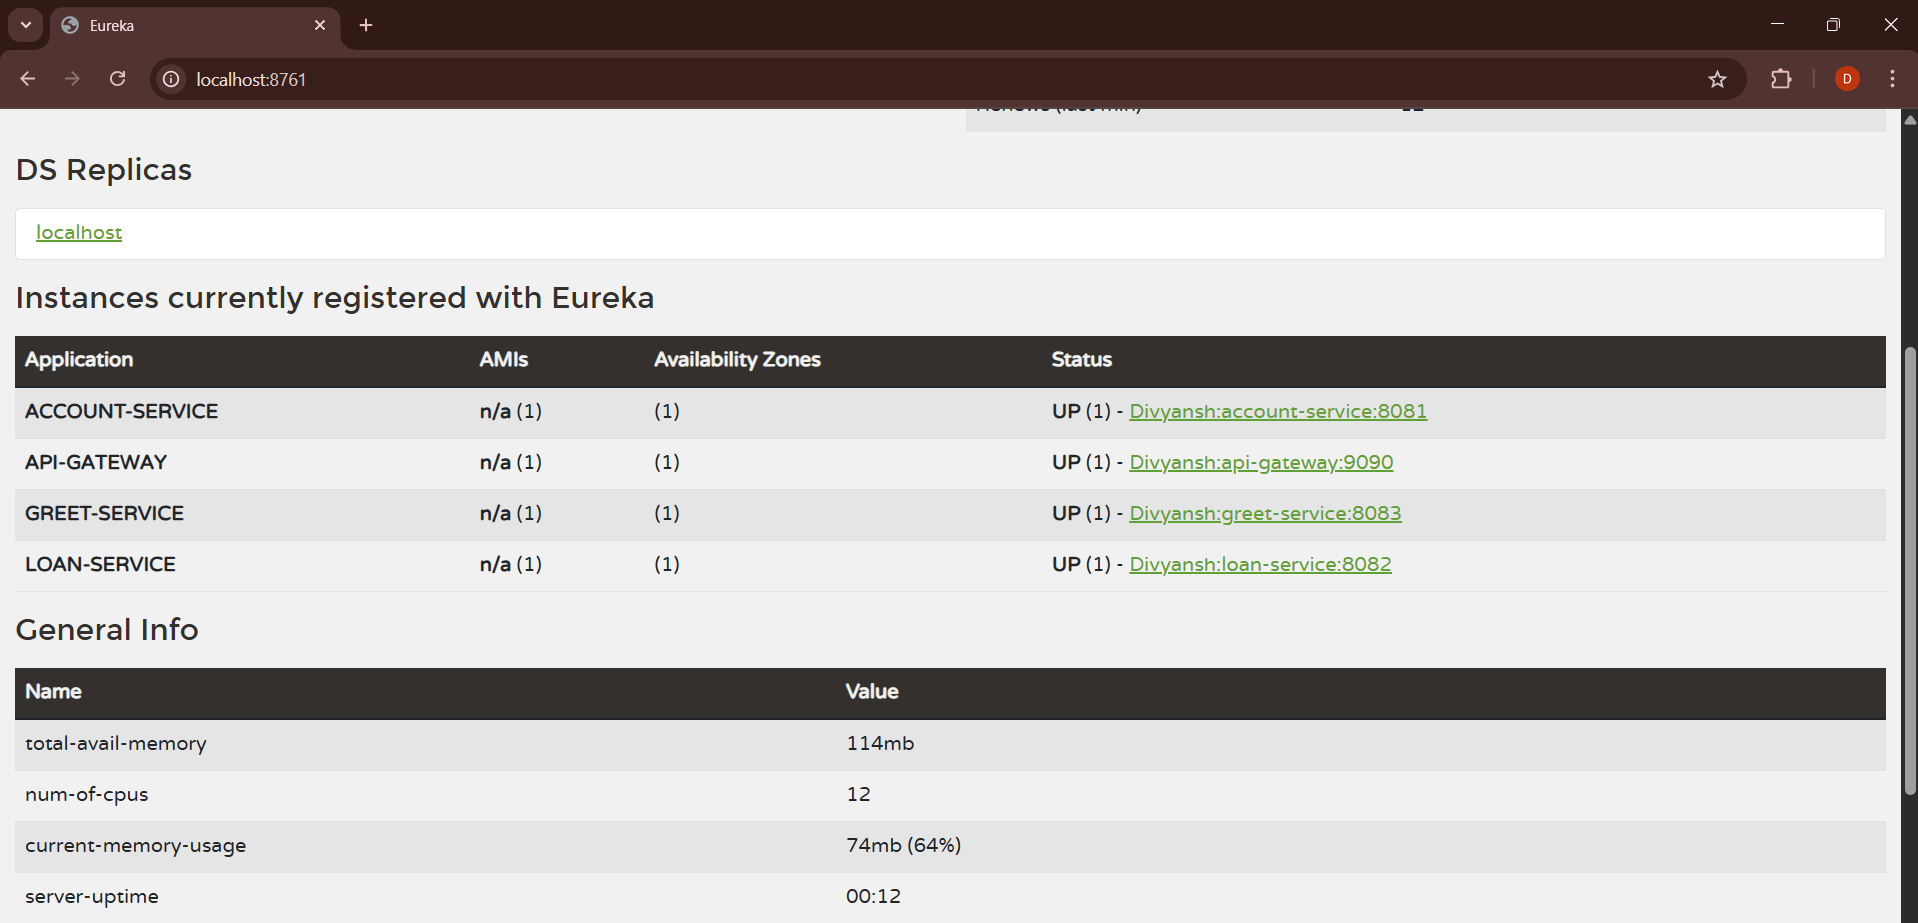 Eureka
localhost:8761
Renews (last min) 12
DS Replicas
localhost
Instances currently registered with Eureka
Application AMIs Availability Zones Status
ACCOUNT-SERVICE n/a (1) (1) UP (1) - Divyansh:account-service:8081
API-GATEWAY n/a (1) (1) UP (1) - Divyansh:api-gateway:9090
GREET-SERVICE n/a (1) (1) UP (1) - Divyansh:greet-service:8083
LOAN-SERVICE n/a (1) (1) UP (1) - Divyansh:loan-service:8082
General Info
Name Value
total-avail-memory 114mb
num-of-cpus 12
current-memory-usage 74mb (64%)
server-uptime 00:12
D